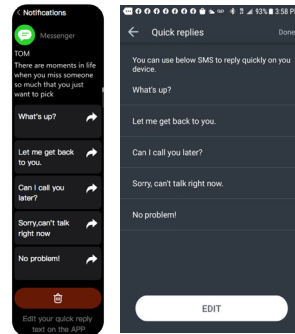 < Notifications
Messenger
TOM
There are moments in life
when you miss someone
so much that you just
want to pick
What's up?
Let me get back
to you.
Can I call you
later?
Sorry,can't talk
right now
No problem!
Edit your quick reply
text on the APP
93% 3:58 PM
Quick replies
Done
You can use below SMS to reply quickly on you
device.
What's up?
Let me get back to you.
Can I call you later?
Sorry, can't talk right now.
No problem!
EDIT